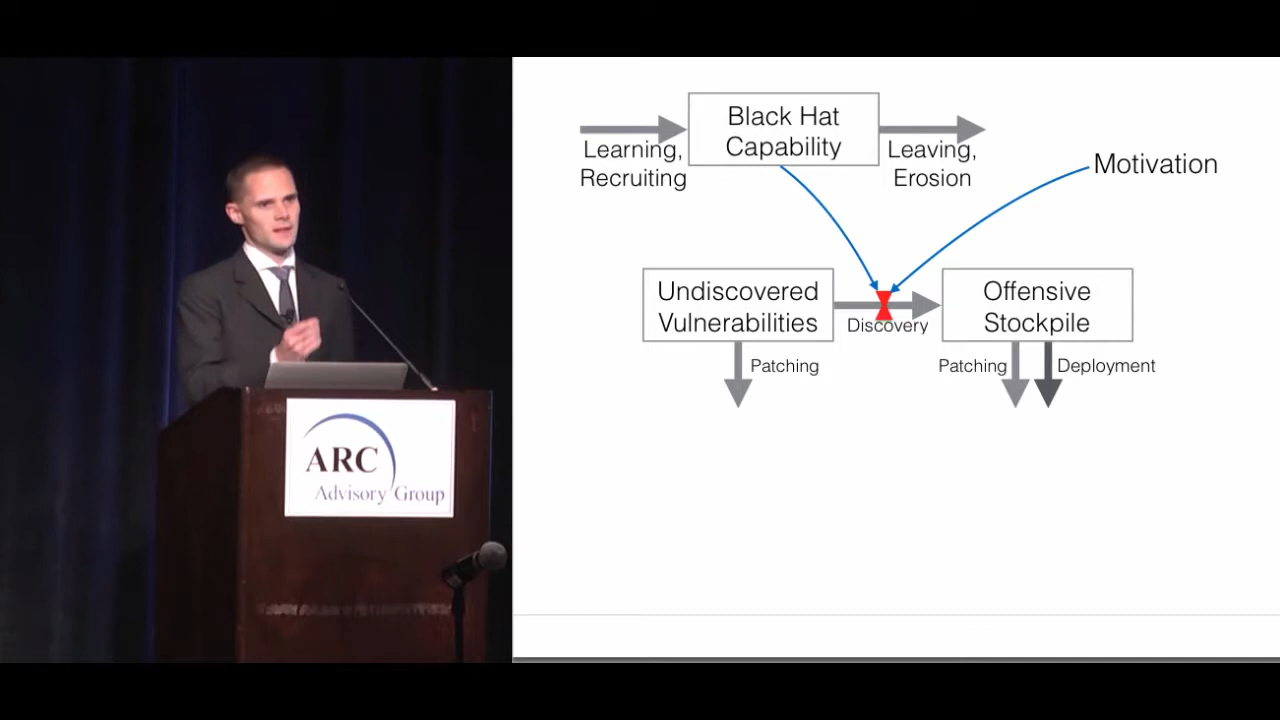 Black Hat
Capability
Learning,
Recruiting
Leaving,
Erosion
Motivation
Undiscovered
Vulnerabilities
Discovery
Offensive
Stockpile
Patching
Patching
Deployment
ARC
Advisory Group